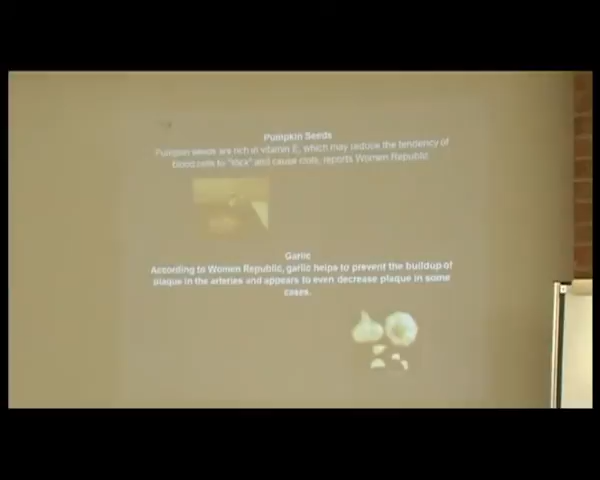 Pumpkin Seeds
Pumpkin seeds are rich in vitamin E, which may reduce the tendency of
blood cells to "stick" and cause clots, reports Women Republic
Garlic
According to Women Republic, garlic helps to prevent the buildup of
plaque in the arteries and appears to even decrease plaque in some
cases.